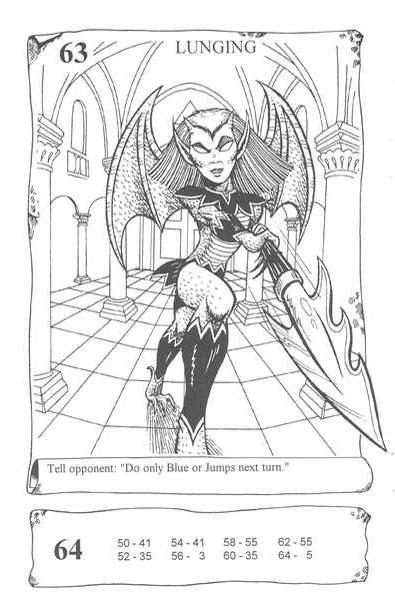 63 LUNGING
Tell opponent: "Do only Blue or Jumps next turn."
64
50 - 41 54 - 41 58 - 55 62 - 55
52 - 35 56 - 3 60 - 35 64 - 5